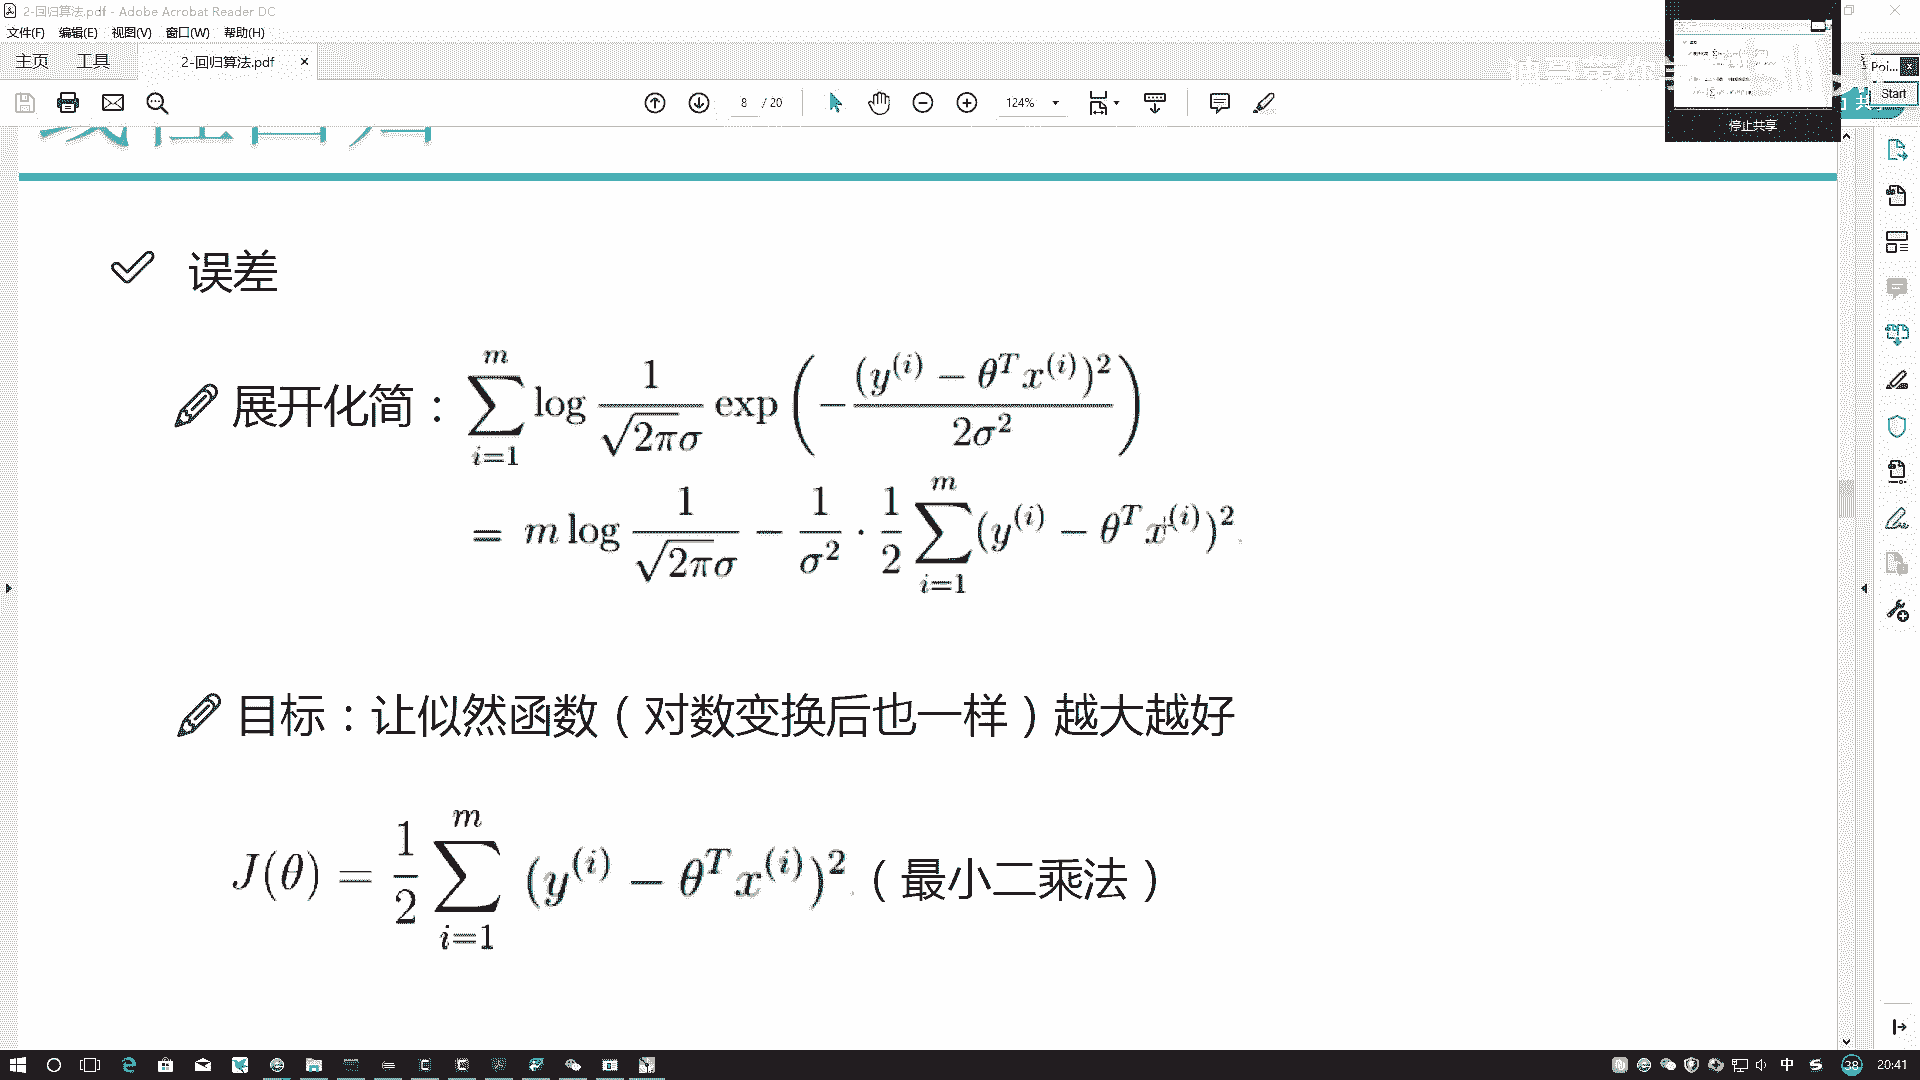 2-回归算法.pdf - Adobe Acrobat Reader DC
文件(F) 编辑(E) 视图(V) 窗口(W) 帮助(H)
主页 工具 2-回归算法.pdf ×
8 / 20 124%
Poi... x
Start
停止共享
误差
展开化简：\sum_{i=1}^{m} \log \frac{1}{\sqrt{2\pi}\sigma} \exp\left(-\frac{(y^{(i)} - \theta^T x^{(i)})^2}{2\sigma^2}\right)
= m \log \frac{1}{\sqrt{2\pi}\sigma} - \frac{1}{\sigma^2} \cdot \frac{1}{2} \sum_{i=1}^{m} (y^{(i)} - \theta^T x^{(i)})^2.
目标：让似然函数（对数变换后也一样）越大越好
J(\theta) = \frac{1}{2} \sum_{i=1}^{m} (y^{(i)} - \theta^T x^{(i)})^2.（最小二乘法）
中 38 20:41